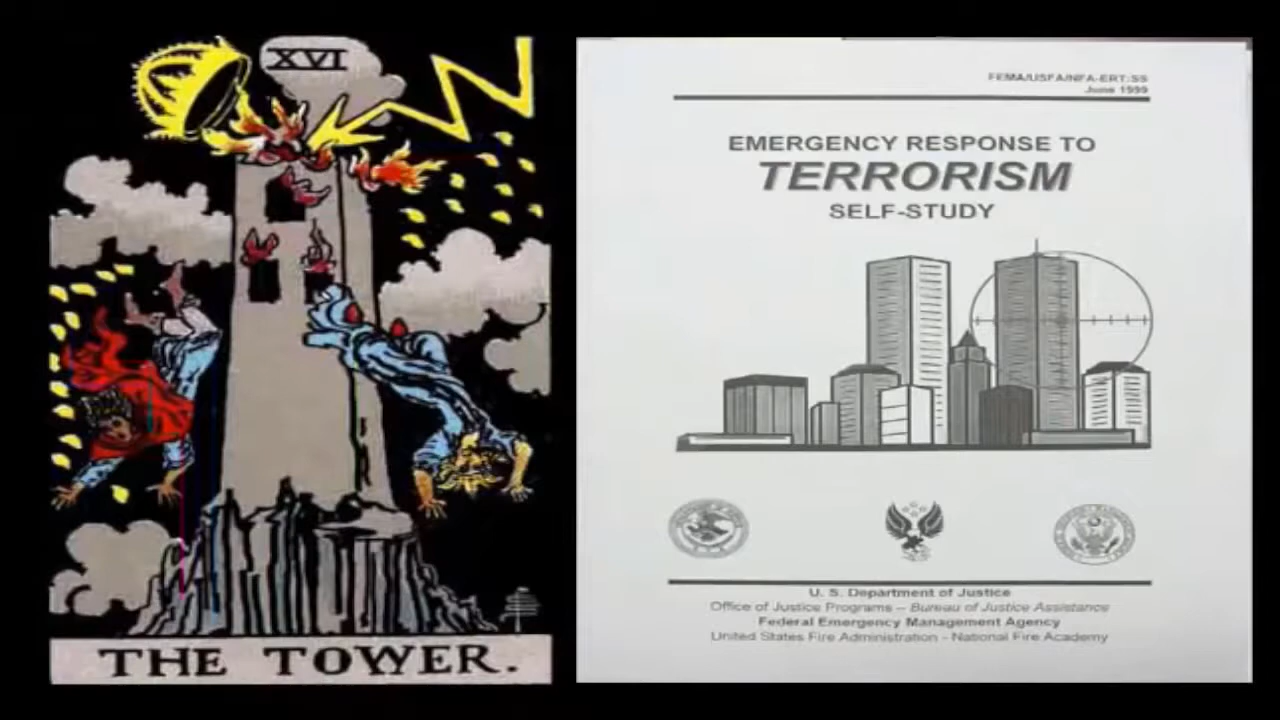 XVI
THE TOWER.
FEMA/USFA/NFA-ERT:SS
June 1999
EMERGENCY RESPONSE TO
TERRORISM
SELF-STUDY
U. S. Department of Justice
Office of Justice Programs – Bureau of Justice Assistance
Federal Emergency Management Agency
United States Fire Administration - National Fire Academy